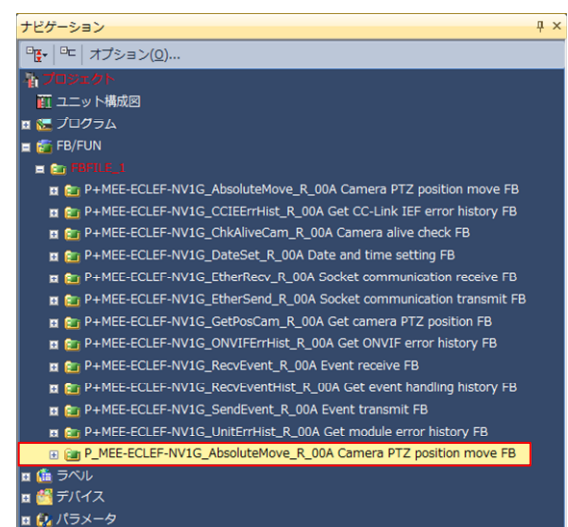 ナビゲーション
オプション(O)...
プロジェクト
ユニット構成図
プログラム
FB/FUN
FBFILE_1
P+MEE-ECLEF-NV1G_AbsoluteMove_R_00A Camera PTZ position move FB
P+MEE-ECLEF-NV1G_CCIEErrHist_R_00A Get CC-Link IEF error history FB
P+MEE-ECLEF-NV1G_ChkAliveCam_R_00A Camera alive check FB
P+MEE-ECLEF-NV1G_DateSet_R_00A Date and time setting FB
P+MEE-ECLEF-NV1G_EtherRecv_R_00A Socket communication receive FB
P+MEE-ECLEF-NV1G_EtherSend_R_00A Socket communication transmit FB
P+MEE-ECLEF-NV1G_GetPosCam_R_00A Get camera PTZ position FB
P+MEE-ECLEF-NV1G_ONVIFErrHist_R_00A Get ONVIF error history FB
P+MEE-ECLEF-NV1G_RecvEvent_R_00A Event receive FB
P+MEE-ECLEF-NV1G_RecvEventHist_R_00A Get event handling history FB
P+MEE-ECLEF-NV1G_SendEvent_R_00A Event transmit FB
P+MEE-ECLEF-NV1G_UnitErrHist_R_00A Get module error history FB
P_MEE-ECLEF-NV1G_AbsoluteMove_R_00A Camera PTZ position move FB
ラベル
デバイス
パラメータ